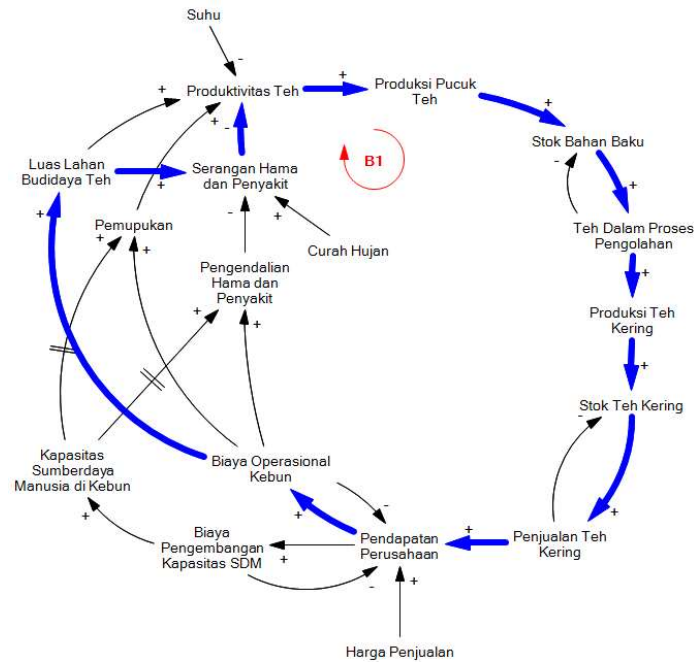 Suhu
Produktivitas Teh
Produksi Pucuk
Teh
Stok Bahan Baku
Luas Lahan
Budidaya Teh
Serangan Hama
dan Penyakit
B1
Pemupukan
Curah Hujan
Teh Dalam Proses
Pengolahan
Pengendalian
Hama dan
Penyakit
Produksi Teh
Kering
Stok Teh Kering
Kapasitas
Sumberdaya
Manusia di Kebun
Biaya Operasional
Kebun
Biaya
Pengembangan
Kapasitas SDM
Pendapatan
Perusahaan
Penjualan Teh
Kering
Harga Penjualan